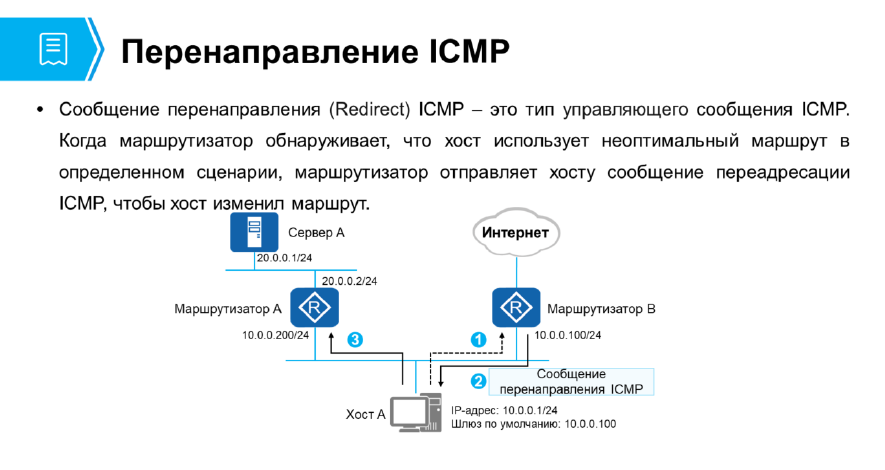 Перенаправление ICMP
• Сообщение перенаправления (Redirect) ICMP – это тип управляющего сообщения ICMP.
Когда маршрутизатор обнаруживает, что хост использует неоптимальный маршрут в
определенном сценарии, маршрутизатор отправляет хосту сообщение переадресации
ICMP, чтобы хост изменил маршрут.
Сервер A
Интернет
20.0.0.1/24
20.0.0.2/24
Маршрутизатор A
R
R
Маршрутизатор B
10.0.0.200/24
3
1
10.0.0.100/24
2
Сообщение
перенаправления ICMP
Хост A
IP-адрес: 10.0.0.1/24
Шлюз по умолчанию: 10.0.0.100